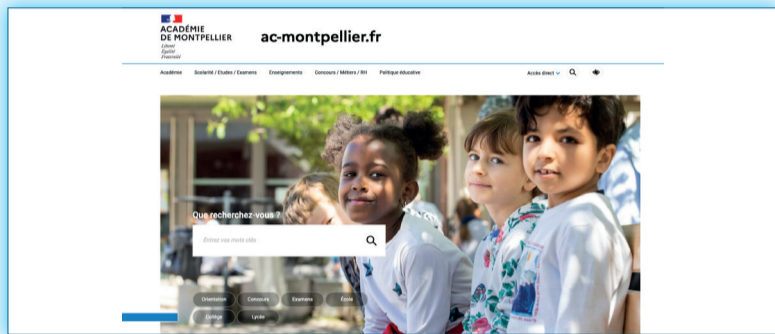 ACADÉMIE
DE MONTPELLIER
Liberté
Égalité
Fraternité
ac-montpellier.fr
Académie Scolarité / Etudes / Examens Enseignements Concours / Métiers / RH Politique éducative Accès direct
Que recherchez-vous ?
Entrez vos mots clés
Orientation Concours Examens École
Collège Lycée